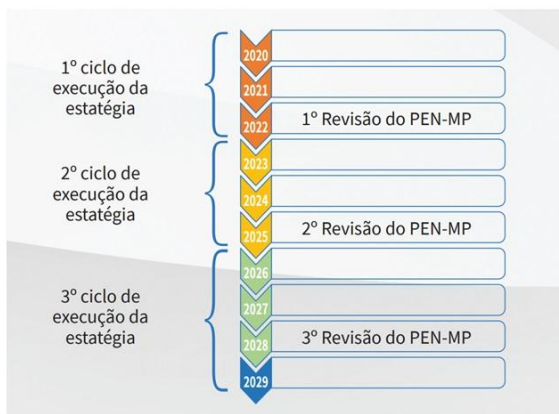 1º ciclo de
execução da
estatégia
2020
2021
2022
1º Revisão do PEN-MP
2º ciclo de
execução da
estatégia
2023
2024
2025
2º Revisão do PEN-MP
3º ciclo de
execução da
estatégia
2026
2027
2028
3º Revisão do PEN-MP
2029